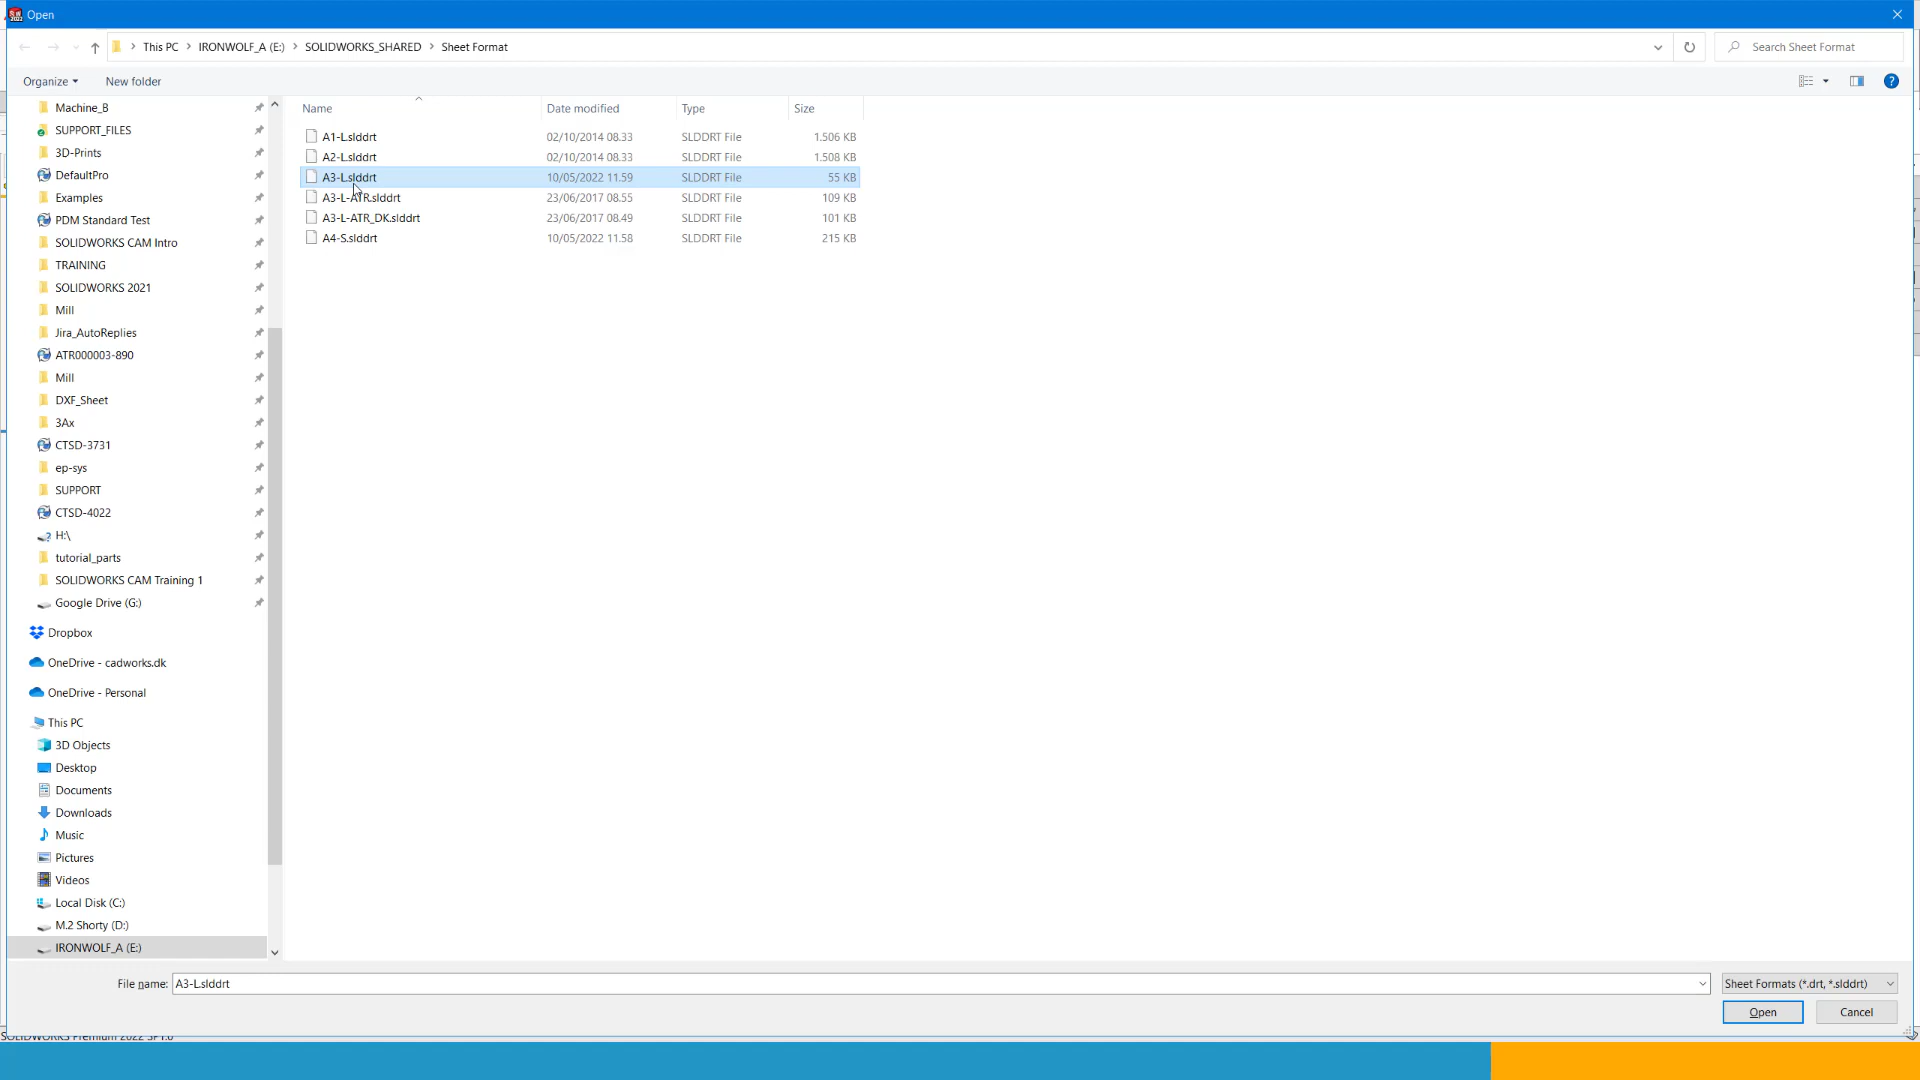 Open
This PC > IRONWOLF_A (E:) > SOLIDWORKS_SHARED > Sheet Format
Search Sheet Format
Organize
New folder
Name Date modified Type Size
A1-L.slddrt 02/10/2014 08.33 SLDDRT File 1.506 KB
A2-L.slddrt 02/10/2014 08.33 SLDDRT File 1.508 KB
A3-L.slddrt 10/05/2022 11.59 SLDDRT File 55 KB
A3-L-ATR.slddrt 23/06/2017 08.55 SLDDRT File 109 KB
A3-L-ATR_DK.slddrt 23/06/2017 08.49 SLDDRT File 101 KB
A4-S.slddrt 10/05/2022 11.58 SLDDRT File 215 KB
Machine_B
SUPPORT_FILES
3D-Prints
DefaultPro
Examples
PDM Standard Test
SOLIDWORKS CAM Intro
TRAINING
SOLIDWORKS 2021
Mill
Jira_AutoReplies
ATR000003-890
Mill
DXF_Sheet
3Ax
CTSD-3731
ep-sys
SUPPORT
CTSD-4022
H:\
tutorial_parts
SOLIDWORKS CAM Training 1
Google Drive (G:)
Dropbox
OneDrive - cadworks.dk
OneDrive - Personal
This PC
3D Objects
Desktop
Documents
Downloads
Music
Pictures
Videos
Local Disk (C:)
M.2 Shorty (D:)
IRONWOLF_A (E:)
File name: A3-L.slddrt
Sheet Formats (*.drt, *.slddrt)
Open
Cancel
SOLIDWORKS Premium 2022 SP1.0